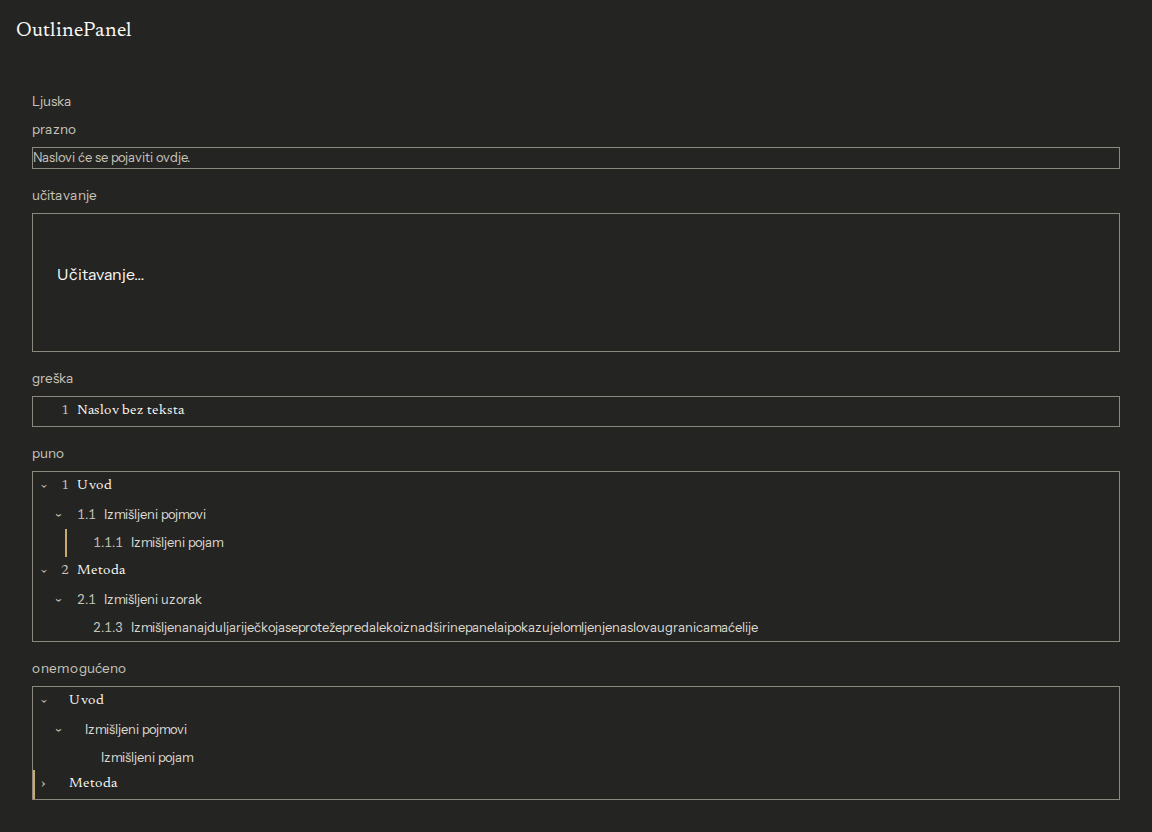 OutlinePanel
Ljuska
prazno
Naslovi će se pojaviti ovdje.
učitavanje
Učitavanje…
greška
1 Naslov bez teksta
puno
1 Uvod
1.1 Izmišljeni pojmovi
1.1.1 Izmišljeni pojam
2 Metoda
2.1 Izmišljeni uzorak
2.1.3 Izmišljenanajduljariječkojaseprotežepredalekoiznadširinepanelaipokazujelomljenjenaslovaugranicamaćelije
onemogućeno
Uvod
Izmišljeni pojmovi
Izmišljeni pojam
Metoda